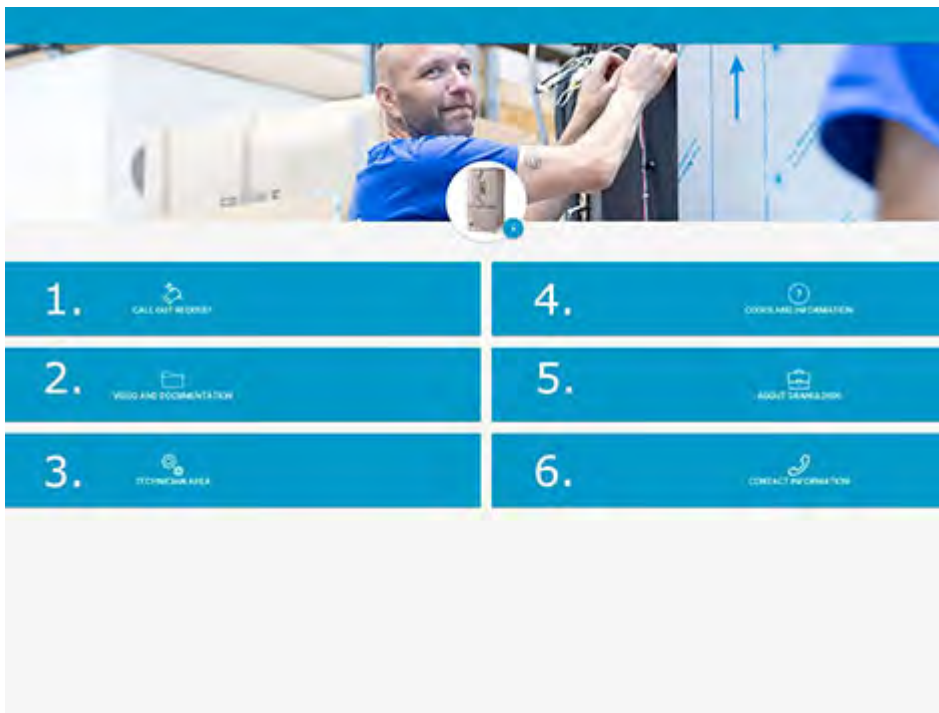 1.
CALL OUT REQUEST
2.
VIDEO AND DOCUMENTATION
3.
TECHNICIAN AREA
4.
AND INFORMATION
5.
ABOUT GRANULDISK
6.
CONTACT INFORMATION